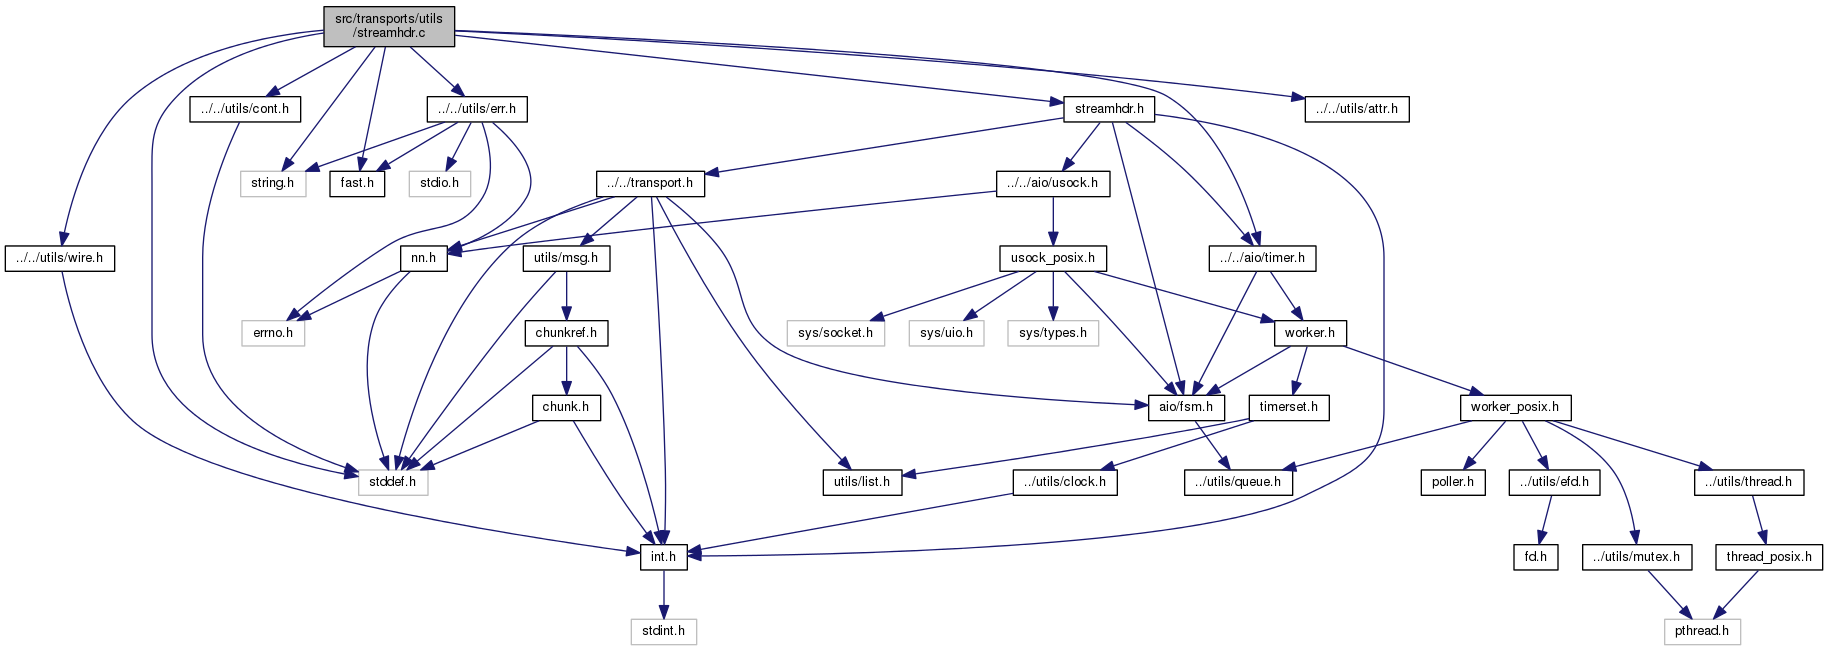 src/transports/utils
/streamhdr.c
../../utils/cont.h
../../utils/err.h
streamhdr.h
../../utils/attr.h
string.h
fast.h
stdio.h
../../transport.h
../../aio/usock.h
../../utils/wire.h
nn.h
utils/msg.h
usock_posix.h
../../aio/timer.h
errno.h
chunkref.h
sys/socket.h
sys/uio.h
sys/types.h
worker.h
chunk.h
aio/fsm.h
timerset.h
worker_posix.h
stddef.h
utils/list.h
../utils/clock.h
../utils/queue.h
poller.h
../utils/efd.h
../utils/thread.h
int.h
fd.h
../utils/mutex.h
thread_posix.h
stdint.h
pthread.h